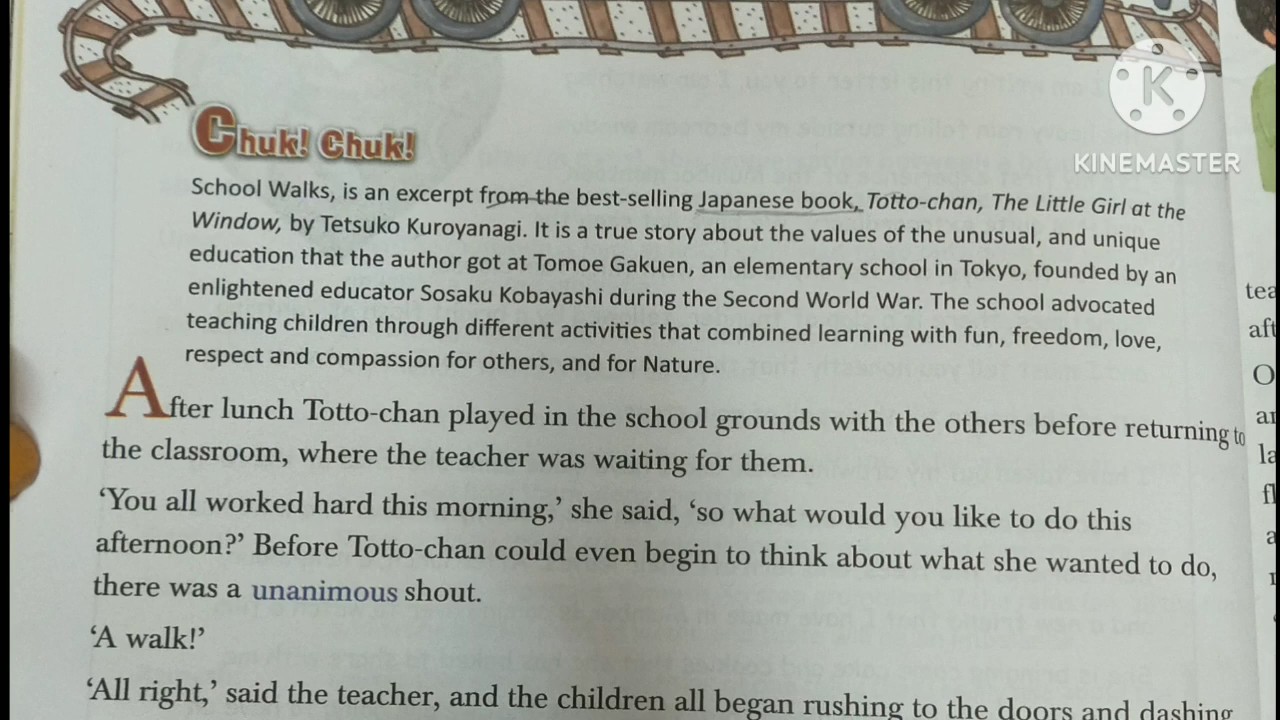 Chuk! Chuk!
KINEMASTER
School Walks, is an excerpt from the best-selling Japanese book, Totto-chan, The Little Girl at the
Window, by Tetsuko Kuroyanagi. It is a true story about the values of the unusual, and unique
education that the author got at Tomoe Gakuen, an elementary school in Tokyo, founded by an
enlightened educator Sosaku Kobayashi during the Second World War. The school advocated
teaching children through different activities that combined learning with fun, freedom, love,
respect and compassion for others, and for Nature.
After lunch Totto-chan played in the school grounds with the others before returning to
the classroom, where the teacher was waiting for them.
‘You all worked hard this morning,’ she said, ‘so what would you like to do this
afternoon?’ Before Totto-chan could even begin to think about what she wanted to do,
there was a unanimous shout.
‘A walk!’
‘All right,’ said the teacher, and the children all began rushing to the doors and dashing